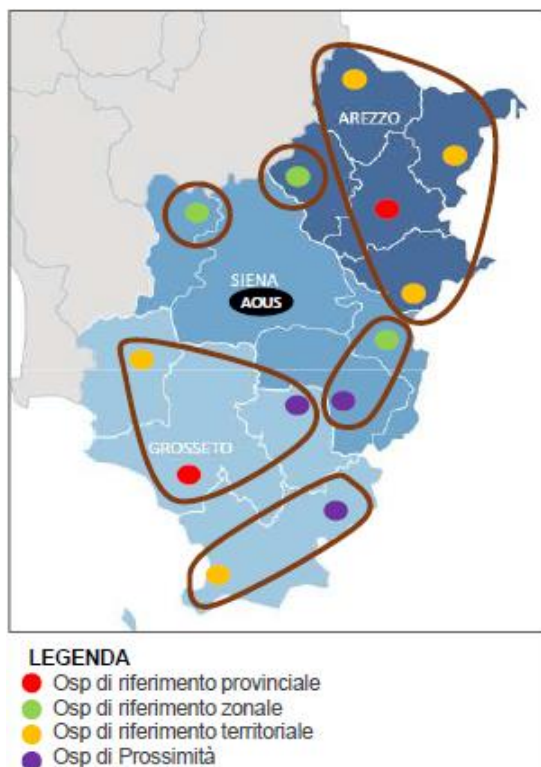 AREZZO
SIENA
AOUS
GROSSETO
LEGENDA
Osp di riferimento provinciale
Osp di riferimento zonale
Osp di riferimento territoriale
Osp di Prossimità